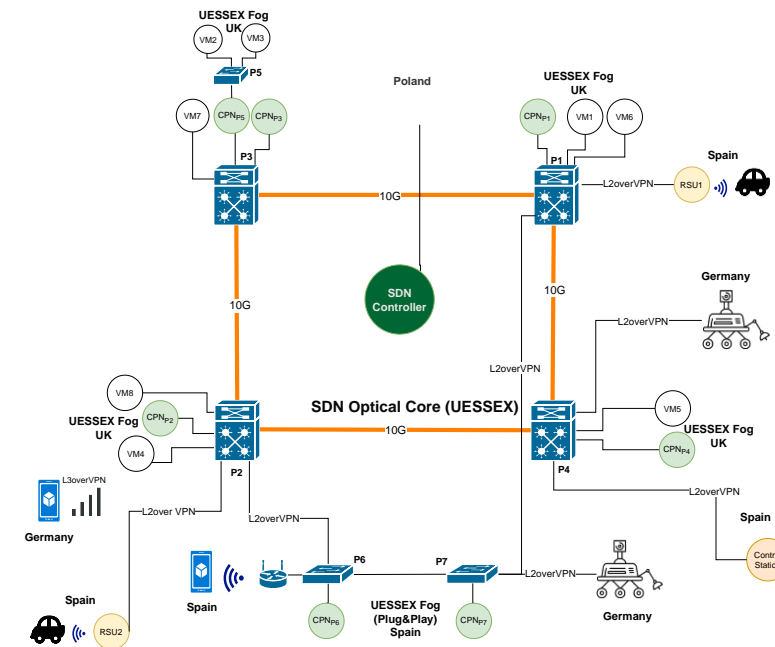 UESSEX Fog
UK
VM2
VM3
P5
Poland
UESSEX Fog
UK
VM7
CPNP5
CPNP3
CPNP1
VM1
VM6
P3
P1
Spain
L2overVPN
RSU1
10G
Germany
SDN
Controller
10G
10G
L2overVPN
L2overVPN
VM8
SDN Optical Core (UESSEX)
VM5
CPNP2
UESSEX Fog
UK
10G
UESSEX Fog
UK
VM4
CPNP4
P2
P4
L3overVPN
L2overVPN
Germany
L2over VPN
L2overVPN
Spain
P6
P7
L2overVPN
Contr
Static
Spain
Spain
UESSEX Fog
(Plug&Play)
Spain
CPNP6
CPNP7
Germany
RSU2